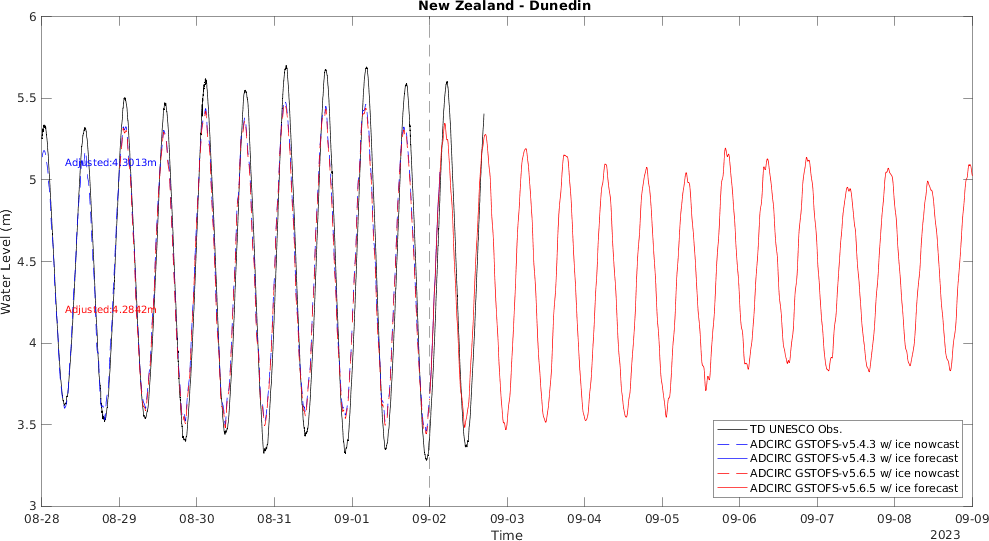 New Zealand - Dunedin
Water Level (m)
6
5.5
5
4.5
4
3.5
3
Adjusted:4.3013m
Adjusted:4.2842m
TD UNESCO Obs.
ADCIRC GSTOFS-v5.4.3 w/ ice nowcast
ADCIRC GSTOFS-v5.4.3 w/ ice forecast
ADCIRC GSTOFS-v5.6.5 w/ ice nowcast
ADCIRC GSTOFS-v5.6.5 w/ ice forecast
08-28 08-29 08-30 08-31 09-01 09-02 09-03 09-04 09-05 09-06 09-07 09-08 09-09
Time
2023